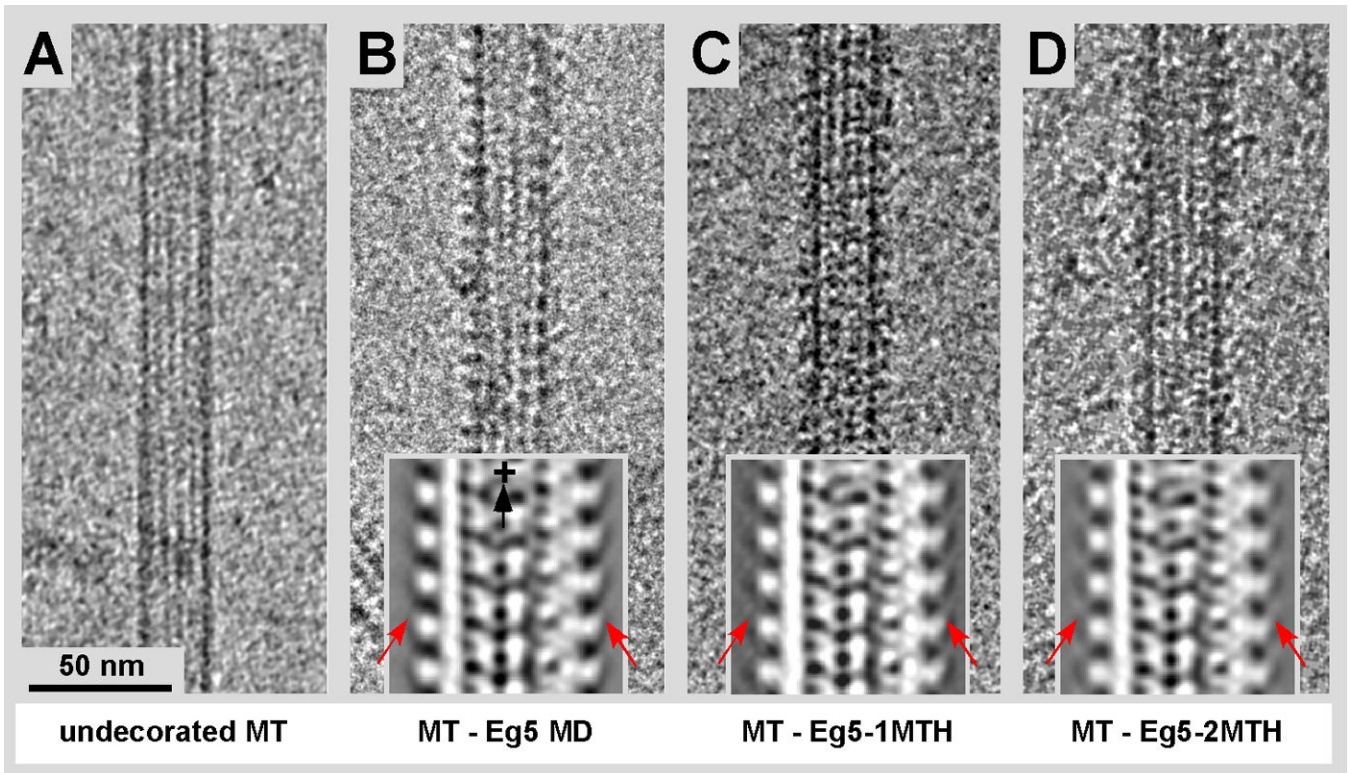 A
B
C
D
+
50 nm
undecorated MT
MT - Eg5 MD
MT - Eg5-1MTH
MT - Eg5-2MTH